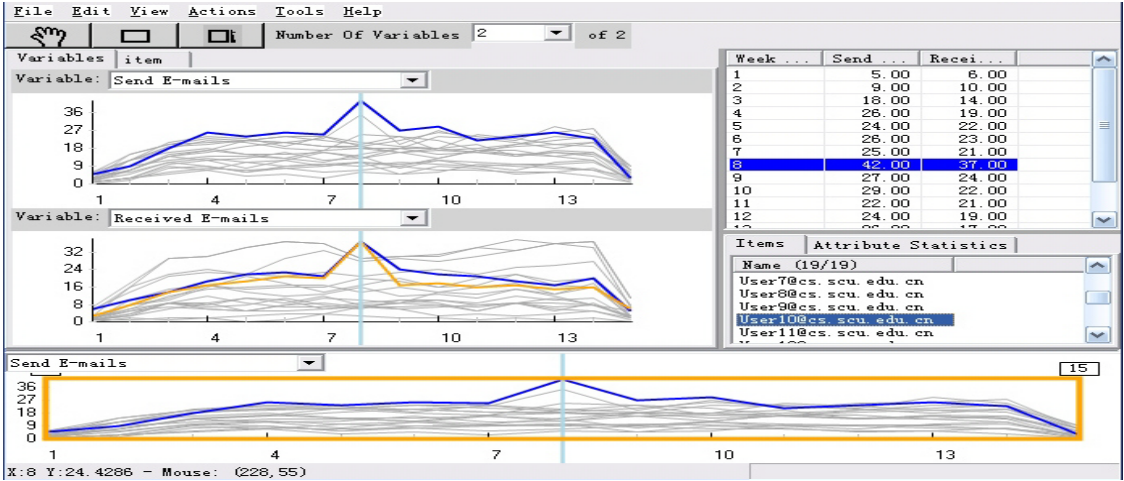 File Edit View Actions Tools Help
Number Of Variables 2 of 2
Variables item
Variable: Send E-mails
36
27
18
9
0
1 4 7 10 13
Variable: Received E-mails
32
24
16
8
0
1 4 7 10 13
Week ... Send ... Recei...
1 5.00 6.00
2 9.00 10.00
3 18.00 14.00
4 26.00 19.00
5 24.00 22.00
6 26.00 23.00
7 25.00 21.00
8 42.00 37.00
9 27.00 24.00
10 29.00 22.00
11 22.00 21.00
12 24.00 19.00
Items Attribute Statistics
Name (19/19)
User7@cs.scu.edu.cn
User8@cs.scu.edu.cn
User9@cs.scu.edu.cn
User10@cs.scu.edu.cn
User11@cs.scu.edu.cn
Send E-mails
15
36
27
18
9
0
1 4 7 10 13
X:8 Y:24.4286 - Mouse: (228,55)